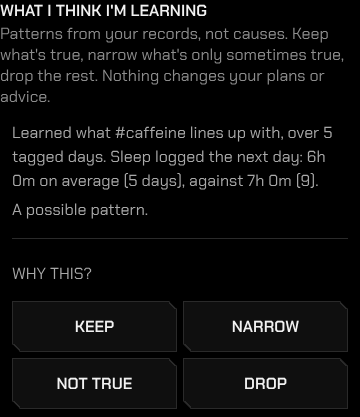 WHAT I THINK I'M LEARNING
Patterns from your records, not causes. Keep
what's true, narrow what's only sometimes true,
drop the rest. Nothing changes your plans or
advice.
Learned what #caffeine lines up with, over 5
tagged days. Sleep logged the next day: 6h
0m on average (5 days), against 7h 0m (9).
A possible pattern.
WHY THIS?
KEEP
NARROW
NOT TRUE
DROP